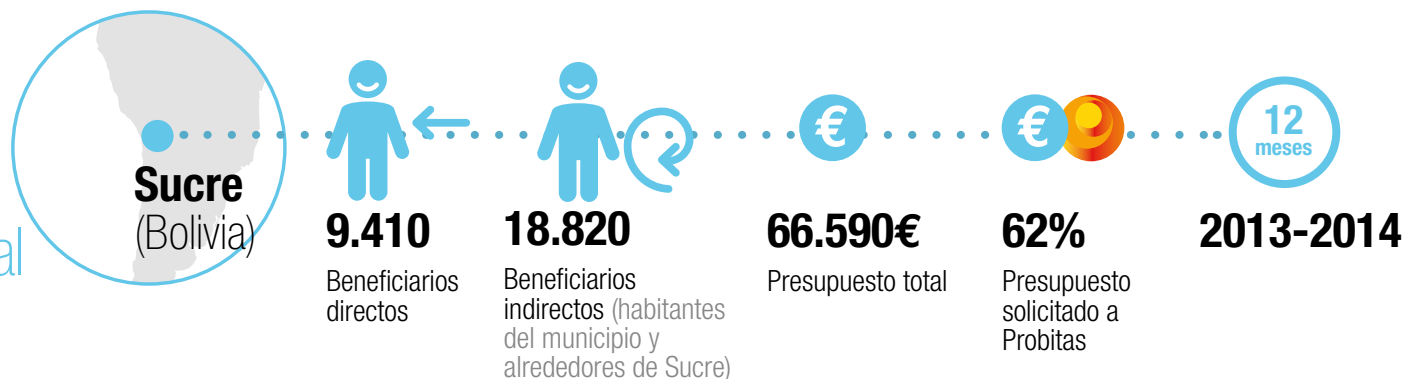 al
Sucre
(Bolivia)
9.410
Beneficiarios
directos
18.820
Beneficiarios
indirectos (habitantes
del municipio y
alrededores de Sucre)
€
66.590€
Presupuesto total
€
62%
Presupuesto
solicitado a
Probitas
12
meses
2013-2014